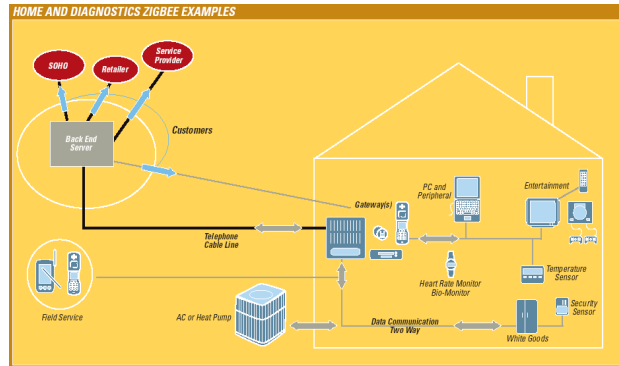 HOME AND DIAGNOSTICS ZIGBEE EXAMPLES
Service
Provider
SOHO
Retailer
Customers
Back End
Server
Gateway(s)
PC and
Peripheral
Entertainment
Telephone
Cable Line
Heart Rate Monitor
Bio-Monitor
Temperature
Sensor
Field Service
AC or Heat Pump
Data Communication
Two Way
White Goods
Security
Sensor